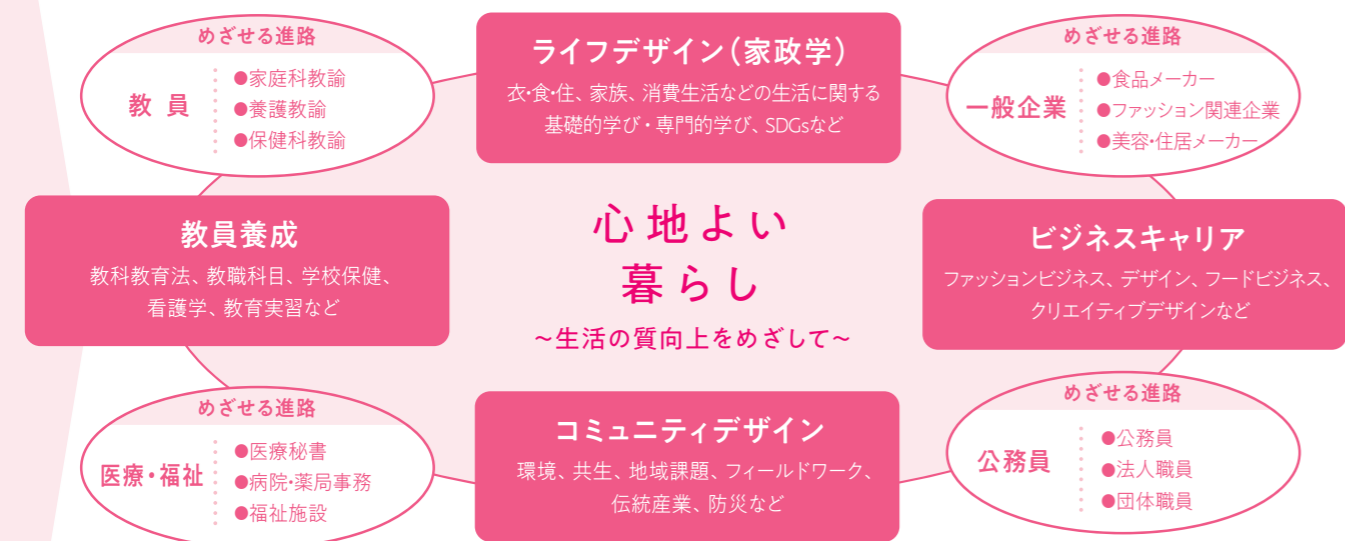 めざせる進路
教 員
●家庭科教諭
●養護教諭
●保健科教諭
ライフデザイン(家政学)
衣・食・住、家族、消費生活などの生活に関する
基礎的学び・専門的学び、SDGsなど
めざせる進路
一般企業
●食品メーカー
●ファッション関連企業
●美容・住居メーカー
教員養成
教科教育法、教職科目、学校保健、
看護学、教育実習など
心地よい
暮らし
~生活の質向上をめざして~
ビジネスキャリア
ファッションビジネス、デザイン、フードビジネス、
クリエイティブデザインなど
めざせる進路
医療・福祉
●医療秘書
●病院・薬局事務
●福祉施設
コミュニティデザイン
環境、共生、地域課題、フィールドワーク、
伝統産業、防災など
めざせる進路
公務員
●公務員
●法人職員
●団体職員